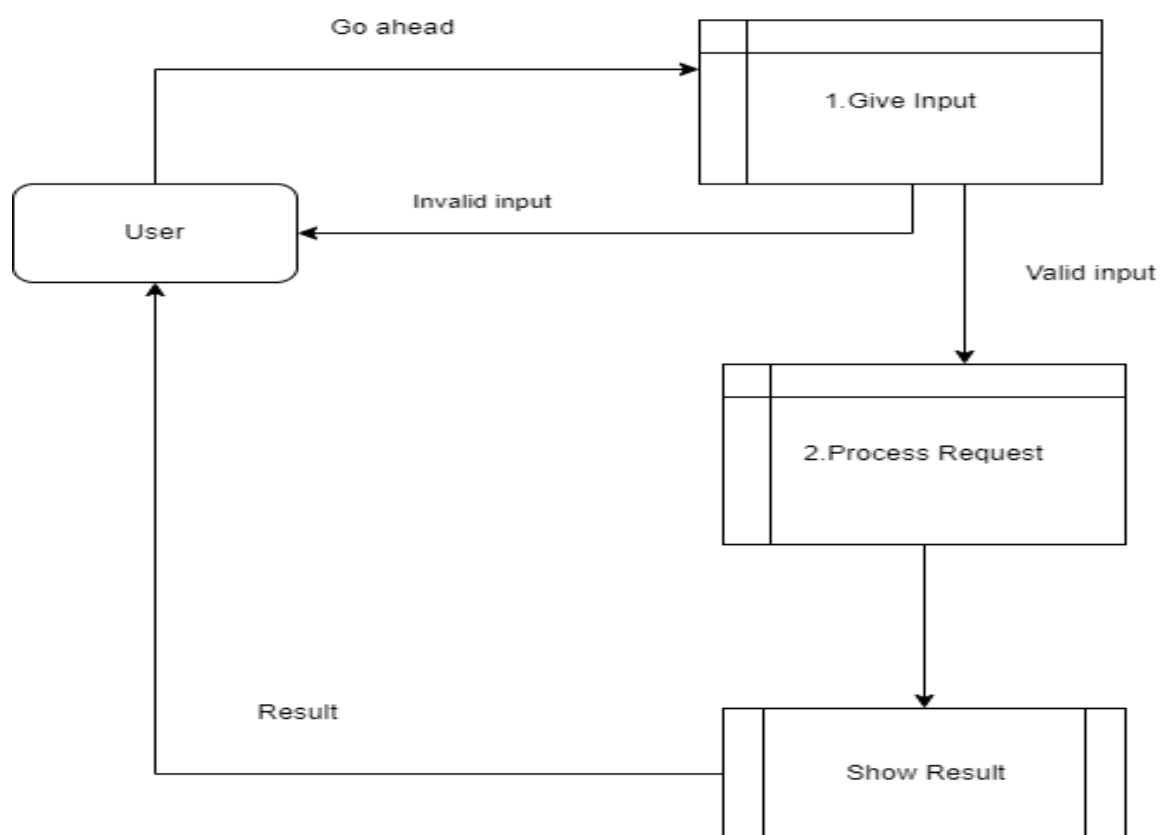 Go ahead
1.Give Input
Invalid input
User
Valid input
2.Process Request
Result
Show Result